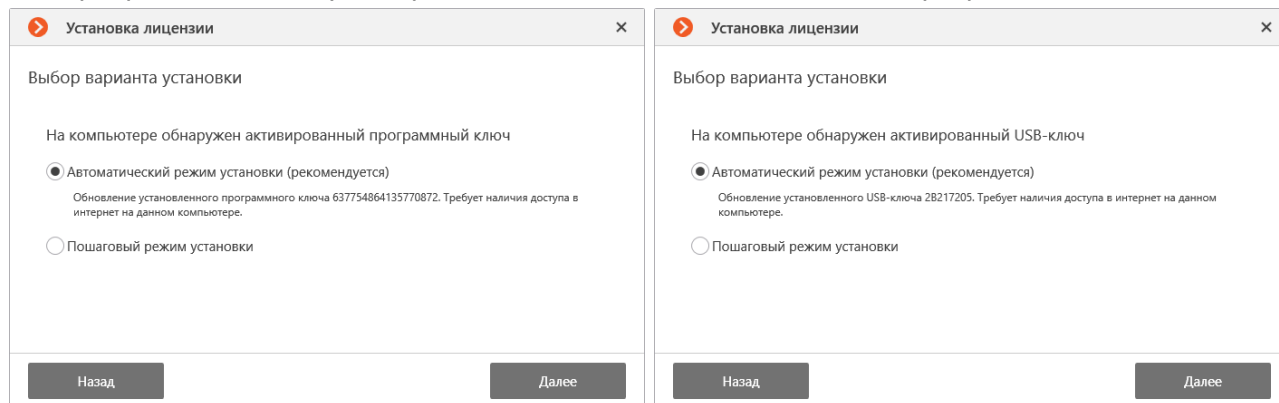 Установка лицензии
Выбор варианта установки
На компьютере обнаружен активированный программный ключ
Автоматический режим установки (рекомендуется)
Обновление установленного программного ключа 637754864135770872. Требует наличия доступа в
интернет на данном компьютере.
Пошаговый режим установки
Назад
Далее
Установка лицензии
Выбор варианта установки
На компьютере обнаружен активированный USB-ключ
Автоматический режим установки (рекомендуется)
Обновление установленного USB-ключа 2B217205. Требует наличия доступа в интернет на данном
компьютере.
Пошаговый режим установки
Назад
Далее